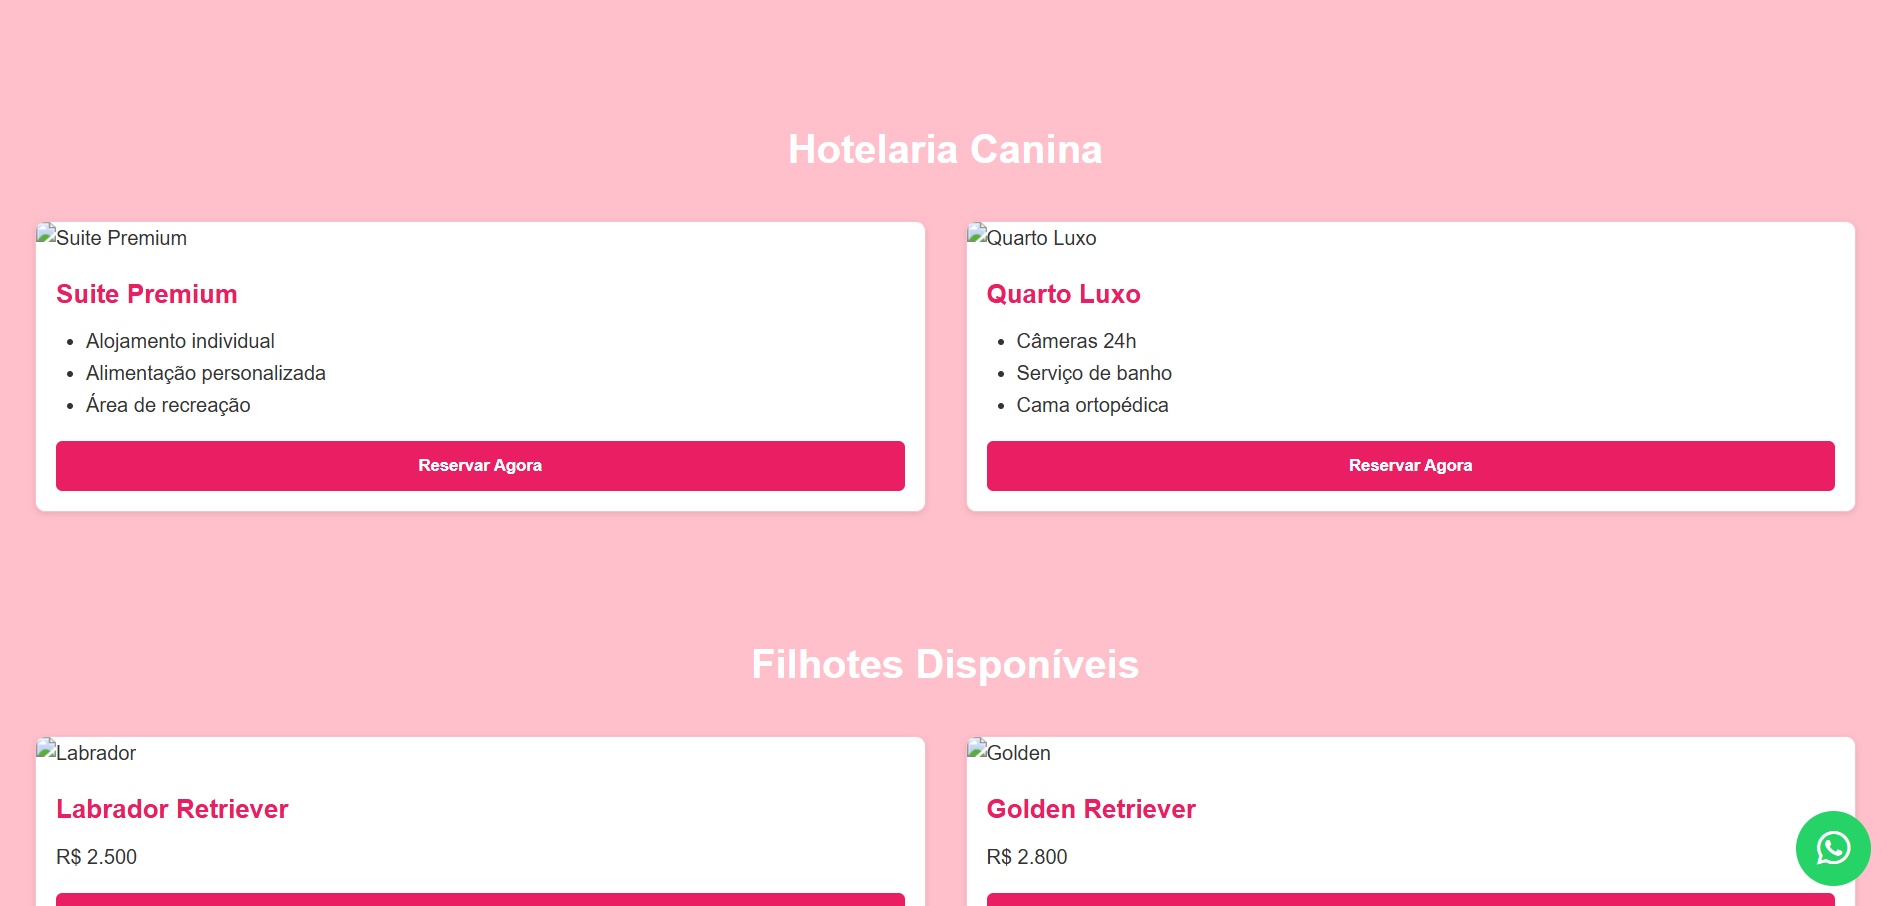 Hotelaria Canina
Suite Premium
Quarto Luxo
Suite Premium
Alojamento individual
Alimentação personalizada
Área de recreação
Reservar Agora
Quarto Luxo
Câmeras 24h
Serviço de banho
Cama ortopédica
Reservar Agora
Filhotes Disponíveis
Labrador
Golden
Labrador Retriever
R$ 2.500
Golden Retriever
R$ 2.800